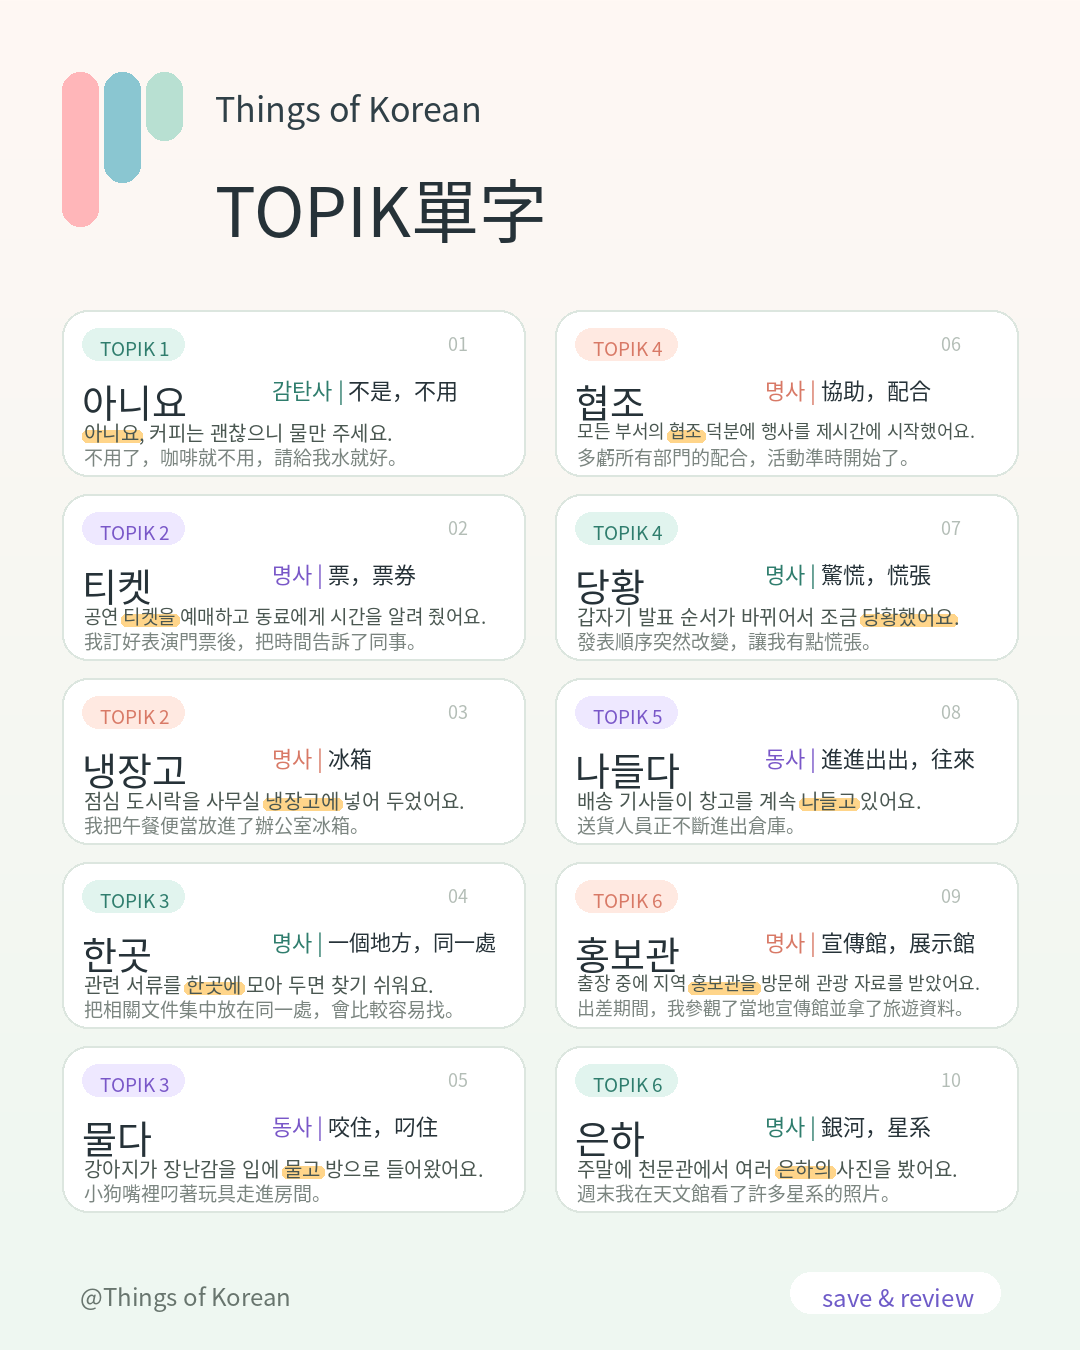 Things of Korean
TOPIK單字
TOPIK 1
01
아니요
감탄사 | 不是，不用
아니요, 커피는 괜찮으니 물만 주세요.
不用了，咖啡就不用，請給我水就好。
TOPIK 2
02
티켓
명사 | 票，票券
공연 티켓을 예매하고 동료에게 시간을 알려 줬어요.
我訂好表演門票後，把時間告訴了同事。
TOPIK 2
03
냉장고
명사 | 冰箱
점심 도시락을 사무실 냉장고에 넣어 두었어요.
我把午餐便當放進了辦公室冰箱。
TOPIK 3
04
한곳
명사 | 一個地方，同一處
관련 서류를 한곳에 모아 두면 찾기 쉬워요.
把相關文件集中放在同一處，會比較容易找。
TOPIK 3
05
물다
동사 | 咬住，叼住
강아지가 장난감을 입에 물고 방으로 들어왔어요.
小狗嘴裡叼著玩具走進房間。
TOPIK 4
06
협조
명사 | 協助，配合
모든 부서의 협조 덕분에 행사를 제시간에 시작했어요.
多虧所有部門的配合，活動準時開始了。
TOPIK 4
07
당황
명사 | 驚慌，慌張
갑자기 발표 순서가 바뀌어서 조금 당황했어요.
發表順序突然改變，讓我有點慌張。
TOPIK 5
08
나들다
동사 | 進進出出，往來
배송 기사들이 창고를 계속 나들고 있어요.
送貨人員正不斷進出倉庫。
TOPIK 6
09
홍보관
명사 | 宣傳館，展示館
출장 중에 지역 홍보관을 방문해 관광 자료를 받았어요.
出差期間，我參觀了當地宣傳館並拿了旅遊資料。
TOPIK 6
10
은하
명사 | 銀河，星系
주말에 천문관에서 여러 은하의 사진을 봤어요.
週末我在天文館看了許多星系的照片。
@Things of Korean
save & review